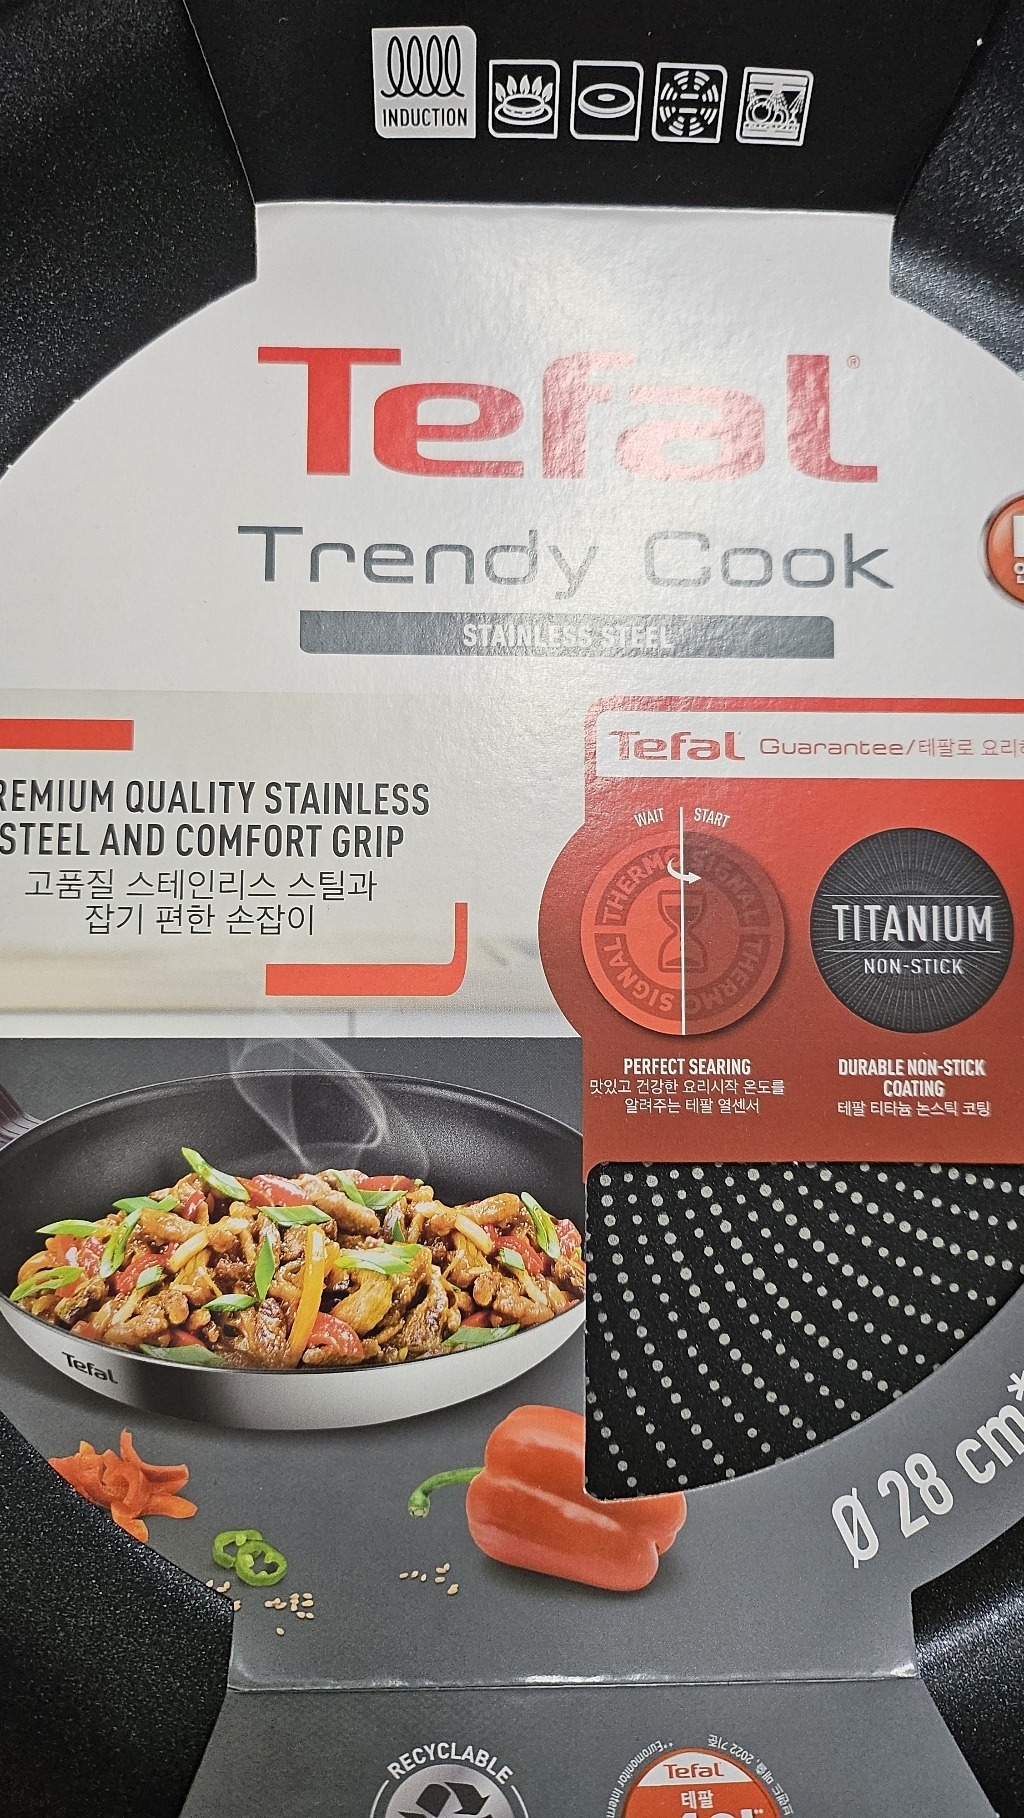 INDUCTION
Tefal®
Trendy Cook
STAINLESS STEEL
REMIUM QUALITY STAINLESS
STEEL AND COMFORT GRIP
고품질 스테인리스 스틸과
잡기 편한 손잡이
Tefal Guarantee/테팔로 요리
WAIT START
THERMO SIGNAL THERMO SIGNAL
PERFECT SEARING
맛있고 건강한 요리시작 온도를
알려주는 테팔 열센서
TITANIUM
NON-STICK
DURABLE NON-STICK
COATING
테팔 티타늄 논스틱 코팅
Tefal
Ø 28 cm*
RECYCLABLE
Tefal
테팔